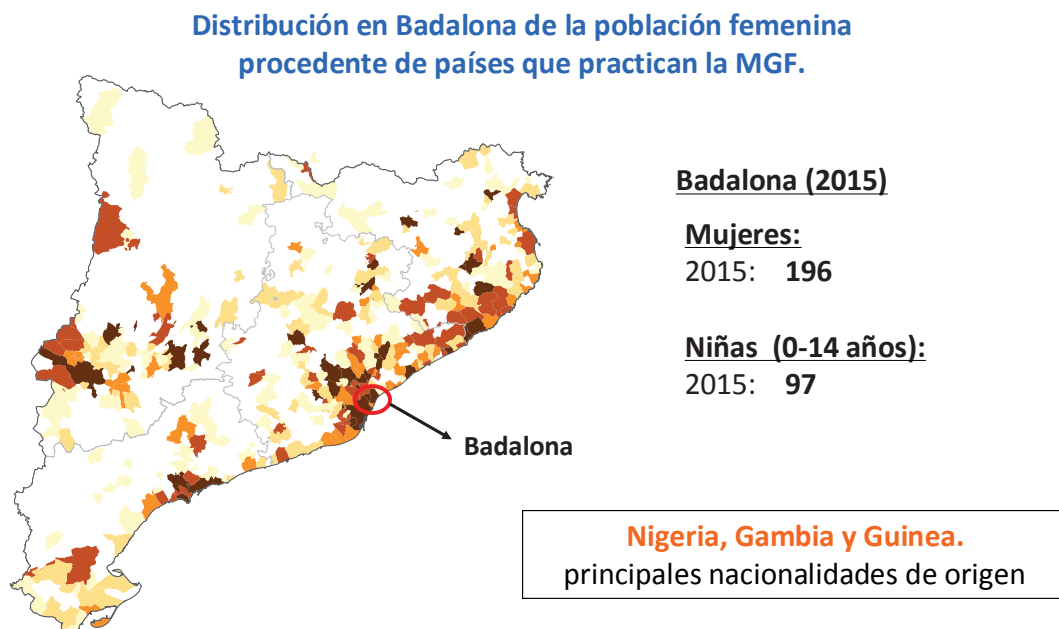 Distribución en Badalona de la población femenina
procedente de países que practican la MGF.
Badalona (2015)
Mujeres:
2015: 196
Niñas (0-14 años):
2015: 97
Badalona
Nigeria, Gambia y Guinea.
principales nacionalidades de origen